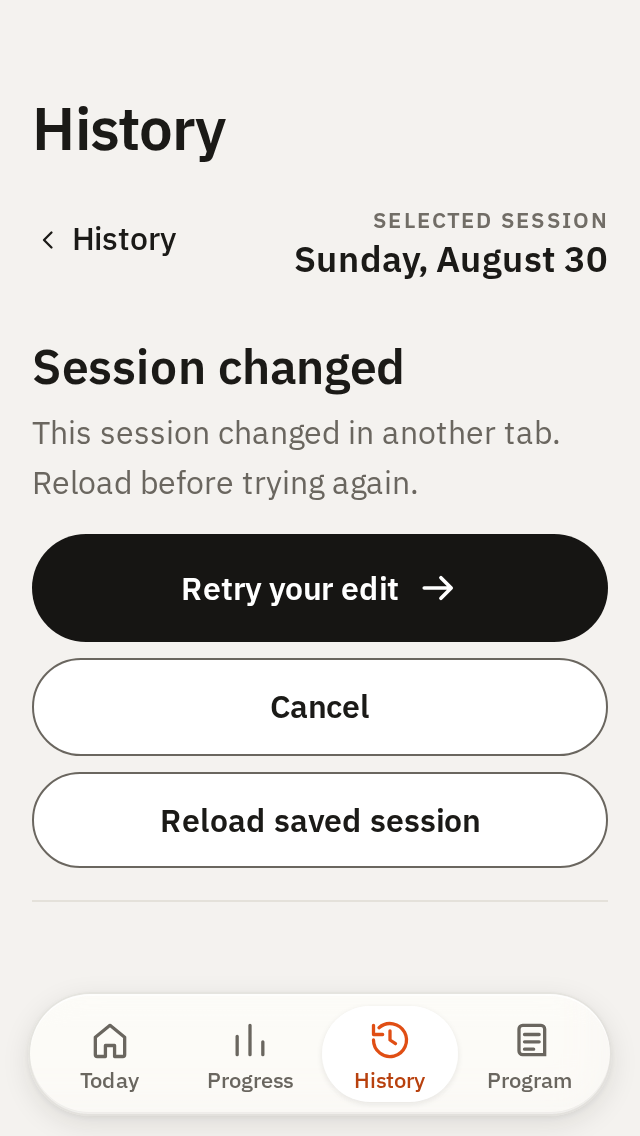 History
History
SELECTED SESSION
Sunday, August 30
Session changed
This session changed in another tab.
Reload before trying again.
Retry your edit
Cancel
Reload saved session
Today
Progress
History
Program